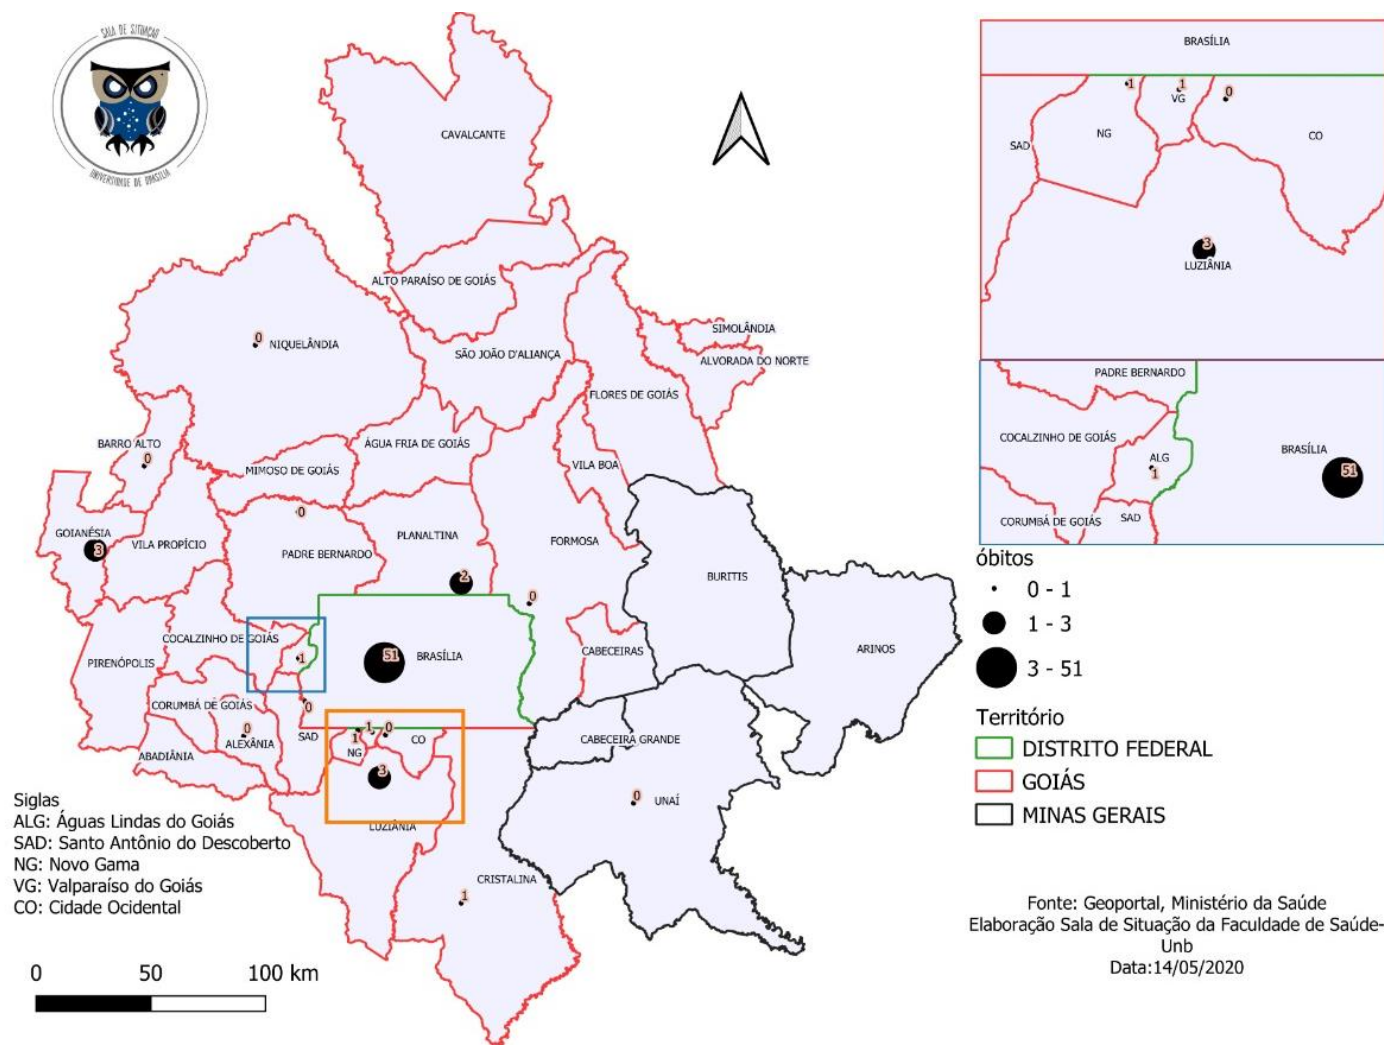 SALA DE SITUAÇÃO
UNIVERSIDADE DE BRASÍLIA
CAVALCANTE
ALTO PARAÍSO DE GOIÁS
0
NIQUELÂNDIA
SÃO JOÃO D'ALIANÇA
SIMOLÂNDIA
ALVORADA DO NORTE
FLORES DE GOIÁS
BARRO ALTO
0
ÁGUA FRIA DE GOIÁS
MIMOSO DE GOIÁS
VILA BOA
0
GOIANÉSIA
3
VILA PROPÍCIO
PADRE BERNARDO
PLANALTINA
2
FORMOSA
0
BURITIS
COCALZINHO DE GOIÁS
PIRENÓPOLIS
1
51
BRASÍLIA
CABECEIRAS
ARINOS
CORUMBÁ DE GOIÁS
0
0
ALEXÂNIA
SAD
ABADIÂNIA
1
1
0
NG
CO
3
LUZIÂNIA
CABECEIRA GRANDE
0
UNAÍ
CRISTALINA
1
BRASÍLIA
1
1
0
VG
NG
SAD
CO
3
LUZIÂNIA
PADRE BERNARDO
COCALZINHO DE GOIÁS
ALG
1
BRASÍLIA
51
CORUMBÁ DE GOIÁS
SAD
óbitos
0 - 1
1 - 3
3 - 51
Território
DISTRITO FEDERAL
GOIÁS
MINAS GERAIS
Siglas
ALG: Águas Lindas do Goiás
SAD: Santo Antônio do Descoberto
NG: Novo Gama
VG: Valparaíso do Goiás
CO: Cidade Ocidental
0 50 100 km
Fonte: Geoportal, Ministério da Saúde
Elaboração Sala de Situação da Faculdade de Saúde-
Unb
Data:14/05/2020